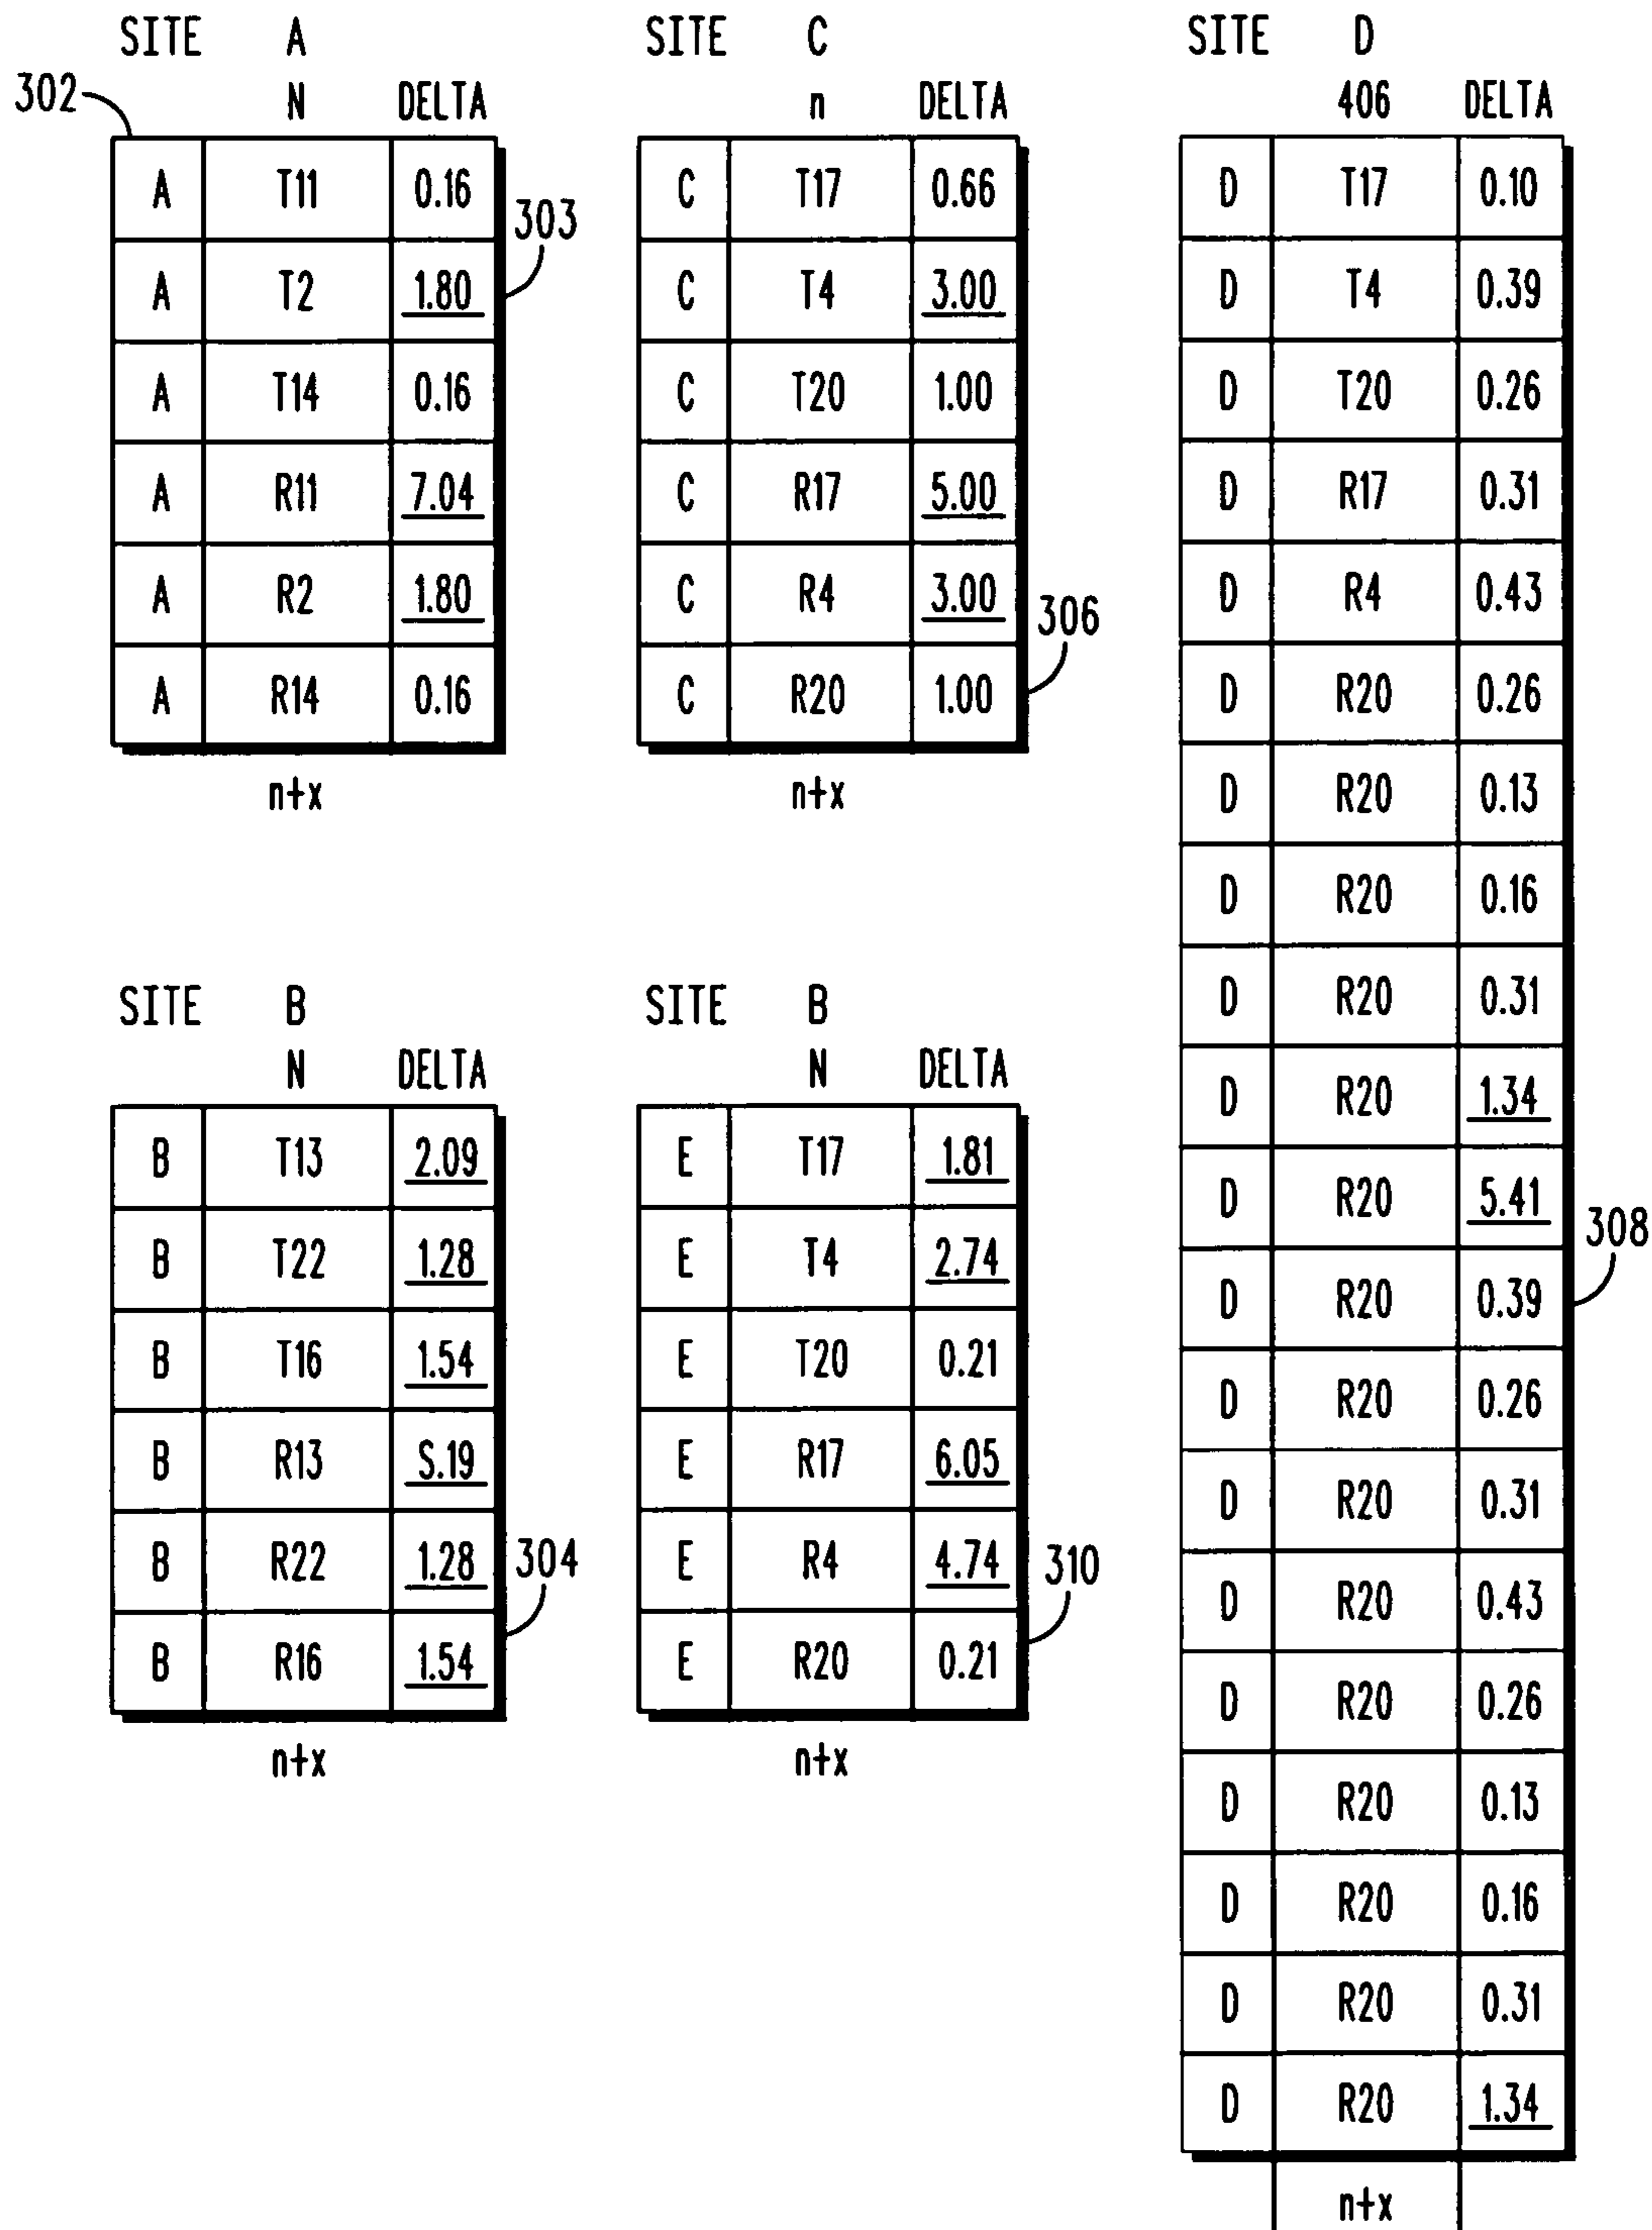 SITE A
N DELTA
302
A T11 0.16
A T2 1.80
A T14 0.16
A R11 7.04
A R2 1.80
A R14 0.16
n+x
303
SITE C
n DELTA
C T17 0.66
C T4 3.00
C T20 1.00
C R17 5.00
C R4 3.00
C R20 1.00
n+x
306
SITE B
N DELTA
B T13 2.09
B T22 1.28
B T16 1.54
B R13 S.19
B R22 1.28
B R16 1.54
n+x
304
SITE B
N DELTA
E T17 1.81
E T4 2.74
E T20 0.21
E R17 6.05
E R4 4.74
E R20 0.21
n+x
310
SITE D
406 DELTA
D T17 0.10
D T4 0.39
D T20 0.26
D R17 0.31
D R4 0.43
D R20 0.26
D R20 0.13
D R20 0.16
D R20 0.31
D R20 1.34
D R20 5.41
D R20 0.39
D R20 0.26
D R20 0.31
D R20 0.43
D R20 0.26
D R20 0.13
D R20 0.16
D R20 0.31
D R20 1.34
n+x
308